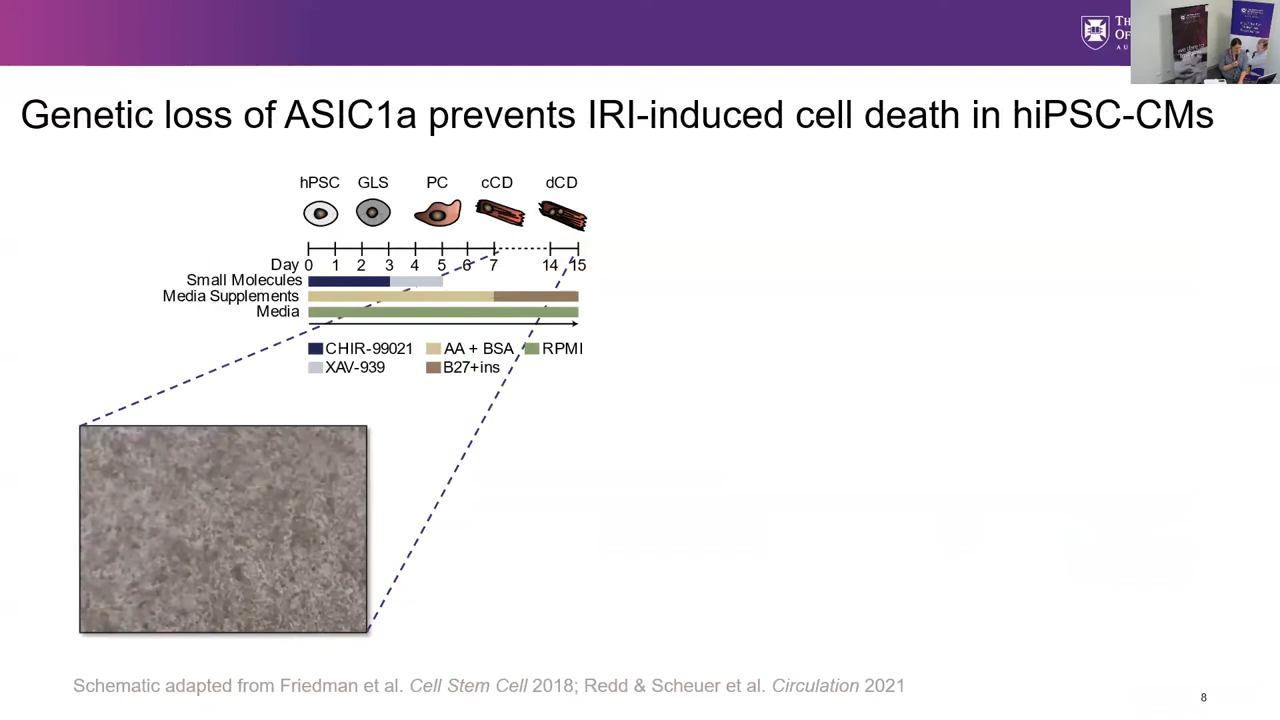 Genetic loss of ASIC1a prevents IRI-induced cell death in hiPSC-CMs
hPSC GLS PC cCD dCD
Day 0 1 2 3 4 5 6 7 14 15
Small Molecules
Media Supplements
Media
CHIR-99021 AA + BSA RPMI
XAV-939 B27+ins
Schematic adapted from Friedman et al. Cell Stem Cell 2018; Redd & Scheuer et al. Circulation 2021
8